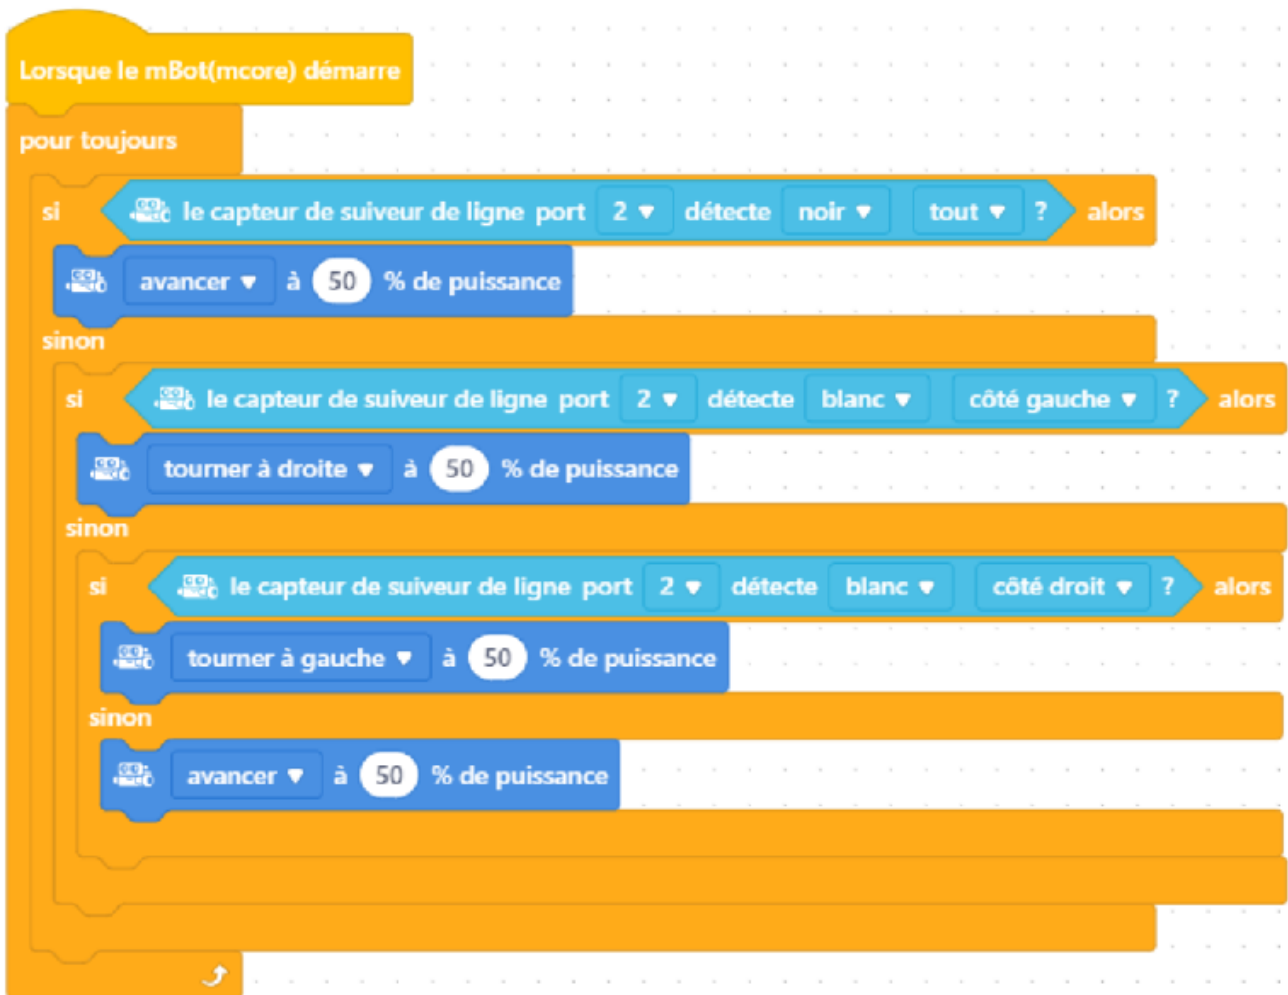 Lorsque le mBot(mcore) démarre
pour toujours
si le capteur de suiveur de ligne port 2 détecte noir tout ? alors
avancer à 50 % de puissance
sinon
si le capteur de suiveur de ligne port 2 détecte blanc côté gauche ? alors
tourner à droite à 50 % de puissance
sinon
si le capteur de suiveur de ligne port 2 détecte blanc côté droit ? alors
tourner à gauche à 50 % de puissance
sinon
avancer à 50 % de puissance